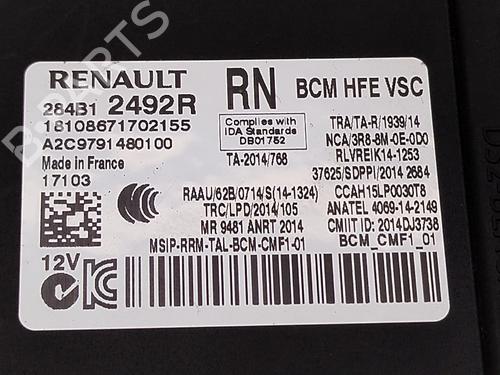 RENAULT
RN
BCM HFE VSC
284B1 2492R
18108671702155
A2C9791480100
Made in France
17103
Complies with
IDA Standards
DB01752
TA-2014/768
TRA/TA-R/1939/14
NCA/3R8-8M-0E-0D0
RLVREIK14-1253
37625/SDPPI/2014 2684
CCAH15LP0030T8
ANATEL 4069-14-2149
CMIIT ID: 2014DJ3738
BCM_CMF1_01
RAAU/62B/0714/S(14-1324)
TRC/LPD/2014/105
MR 9481 ANRT 2014
MSIP-RRM-TAL-BCM-CMF1-01
12V
B-PARTS